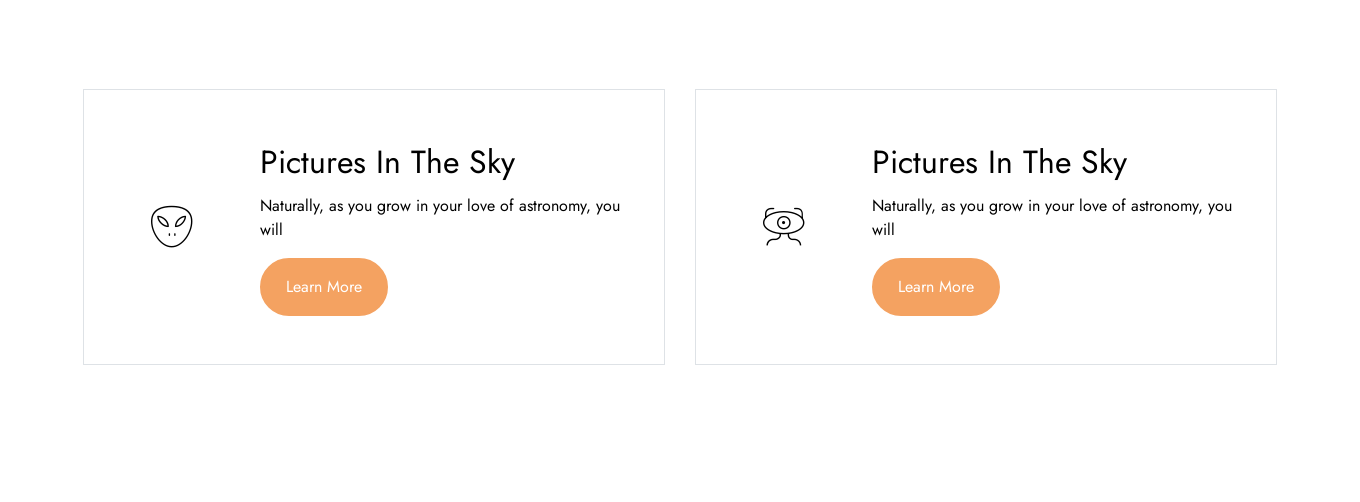 Pictures In The Sky
Naturally, as you grow in your love of astronomy, you
will
Learn More
Pictures In The Sky
Naturally, as you grow in your love of astronomy, you
will
Learn More